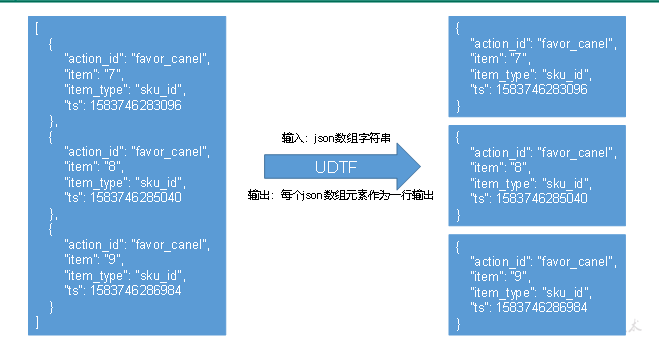 [
{
"action_id": "favor_canel",
"item": "7",
"item_type": "sku_id",
"ts": 1583746283096
},
{
"action_id": "favor_canel",
"item": "8",
"item_type": "sku_id",
"ts": 1583746285040
},
{
"action_id": "favor_canel",
"item": "9",
"item_type": "sku_id",
"ts": 1583746286984
}
]
输入：json数组字符串
UDTF
输出：每个json数组元素作为一行输出
{
"action_id": "favor_canel",
"item": "7",
"item_type": "sku_id",
"ts": 1583746283096
}
{
"action_id": "favor_canel",
"item": "8",
"item_type": "sku_id",
"ts": 1583746285040
}
{
"action_id": "favor_canel",
"item": "9",
"item_type": "sku_id",
"ts": 1583746286984
}